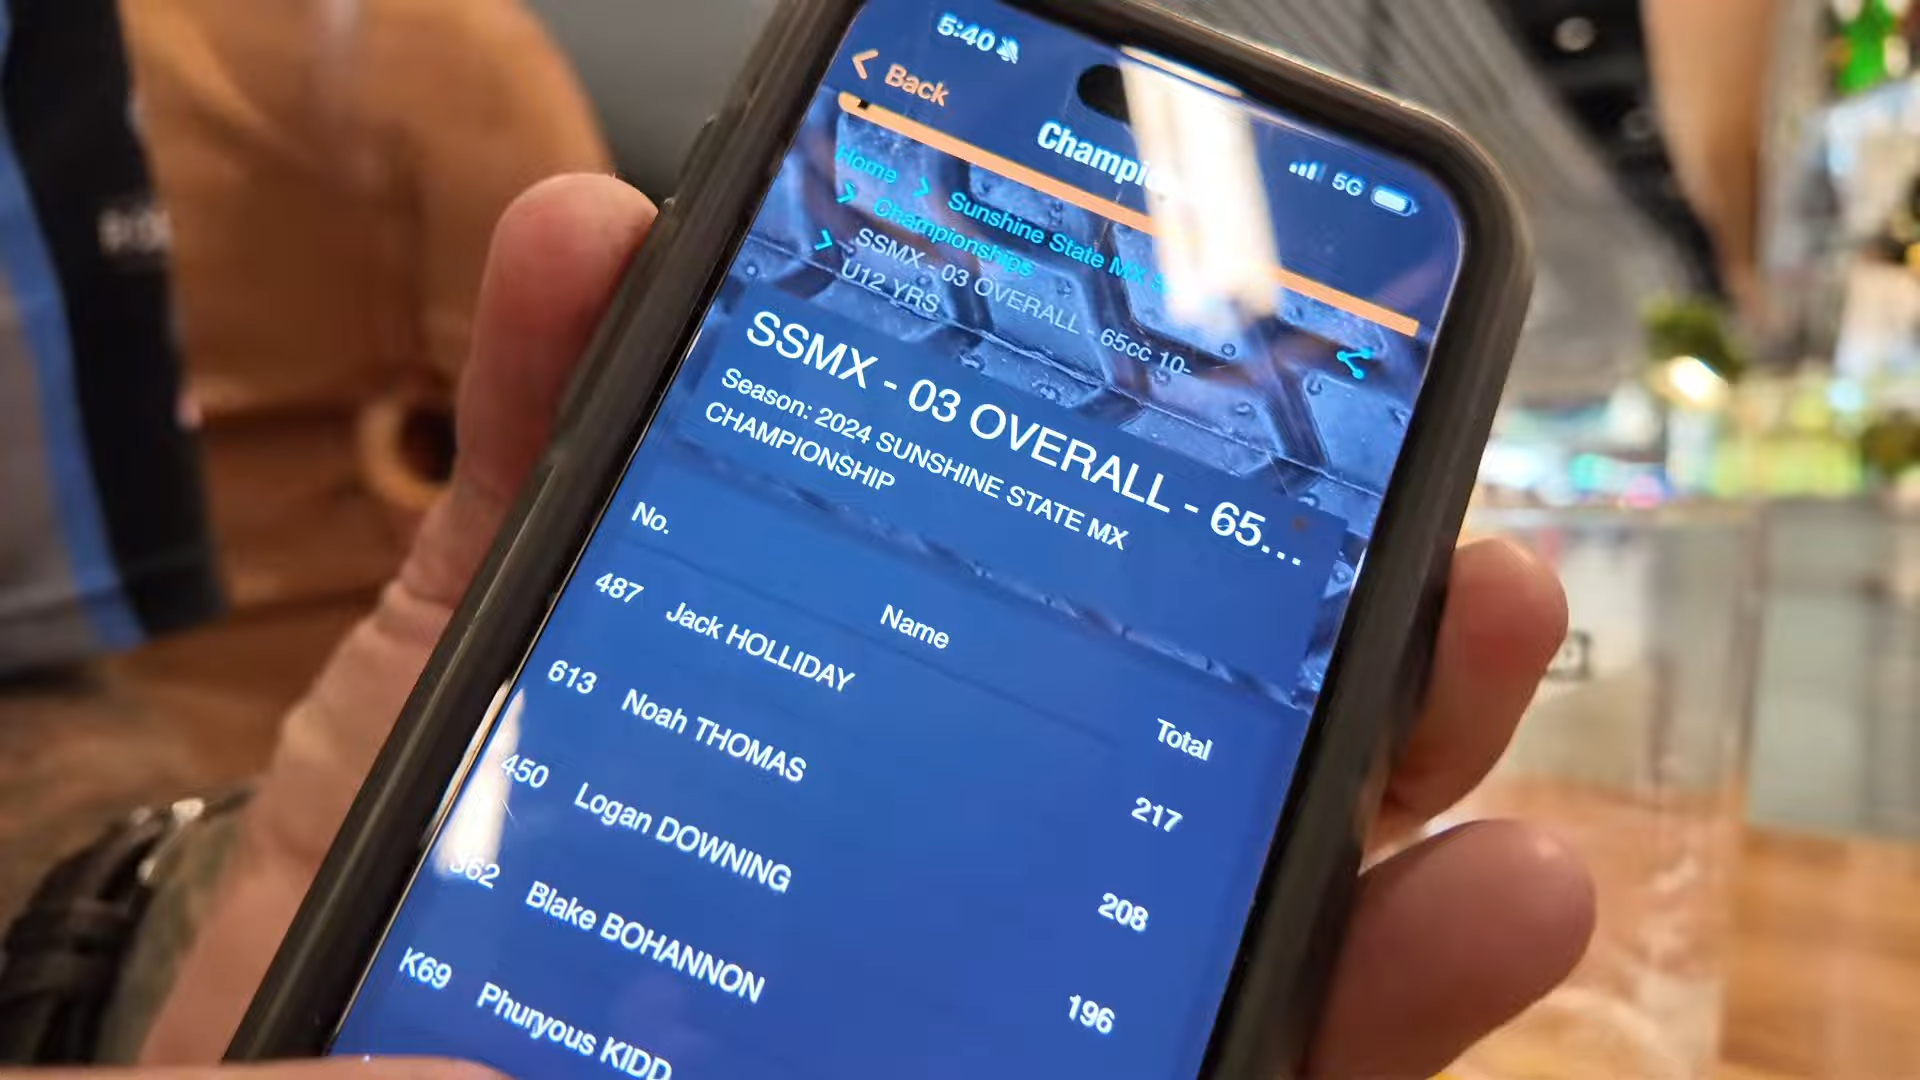 5:40
5G
Back
Home > Sunshine State MX
> Championships
> SSMX - 03 OVERALL - 65cc 10-
U12 YRS
SSMX - 03 OVERALL - 65...
Season: 2024 SUNSHINE STATE MX
CHAMPIONSHIP
No. Name Total
487 Jack HOLLIDAY 217
613 Noah THOMAS 208
450 Logan DOWNING 196
362 Blake BOHANNON
K69 Phuryous KIDD